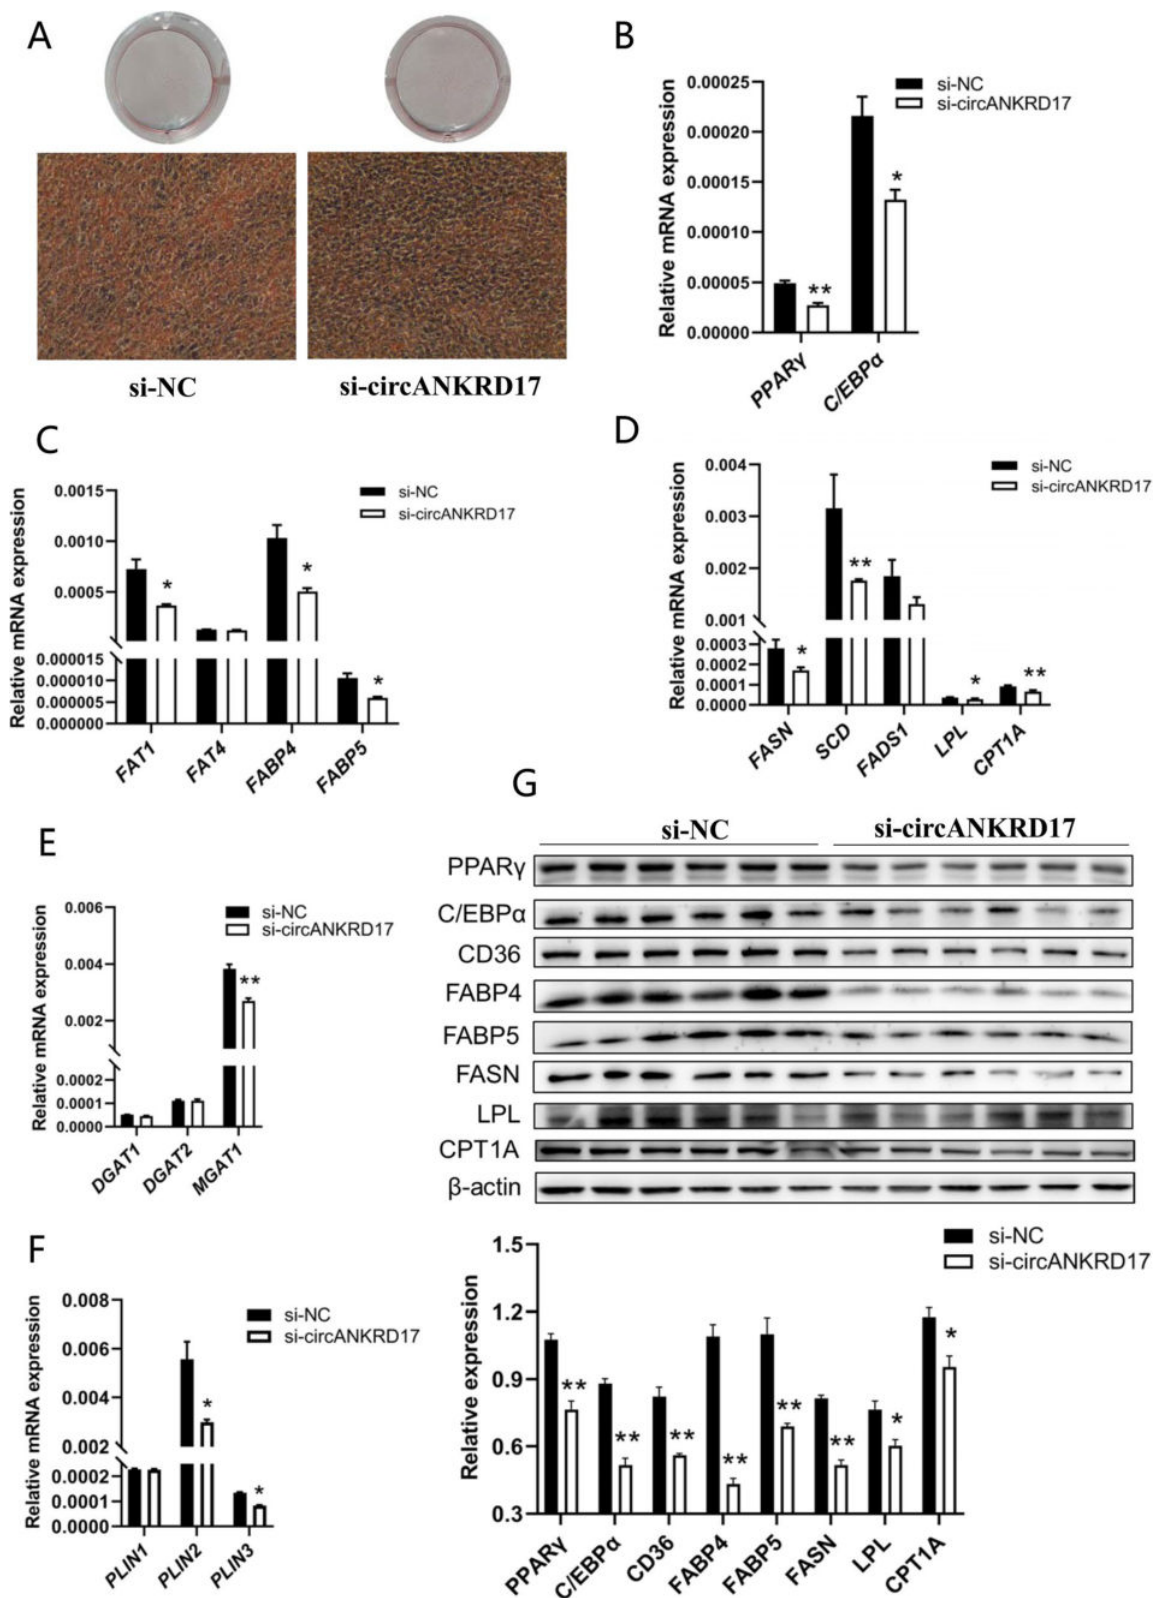 A
si-NC
si-circANKRD17
B
Relative mRNA expression
0.00025
0.00020
0.00015
0.00010
0.00005
0.00000
si-NC
si-circANKRD17
*
**
PPARγ
C/EBPα
C
Relative mRNA expression
0.0015
0.0010
0.0005
0.000015
0.000010
0.000005
0.000000
si-NC
si-circANKRD17
*
*
*
FAT1
FAT4
FABP4
FABP5
D
Relative mRNA expression
0.004
0.003
0.002
0.001
0.0003
0.0002
0.0001
0.0000
si-NC
si-circANKRD17
*
**
*
**
FASN
SCD
FADS1
LPL
CPT1A
E
Relative mRNA expression
0.006
0.004
0.002
0.0002
0.0001
0.0000
si-NC
si-circANKRD17
**
DGAT1
DGAT2
MGAT1
G
si-NC
si-circANKRD17
PPARγ
C/EBPα
CD36
FABP4
FABP5
FASN
LPL
CPT1A
β-actin
F
Relative mRNA expression
0.008
0.006
0.004
0.002
0.0002
0.0001
0.0000
si-NC
si-circANKRD17
*
*
PLIN1
PLIN2
PLIN3
Relative expression
1.5
1.2
0.9
0.6
0.3
si-NC
si-circANKRD17
**
**
**
**
**
**
*
*
PPARγ
C/EBPα
CD36
FABP4
FABP5
FASN
LPL
CPT1A